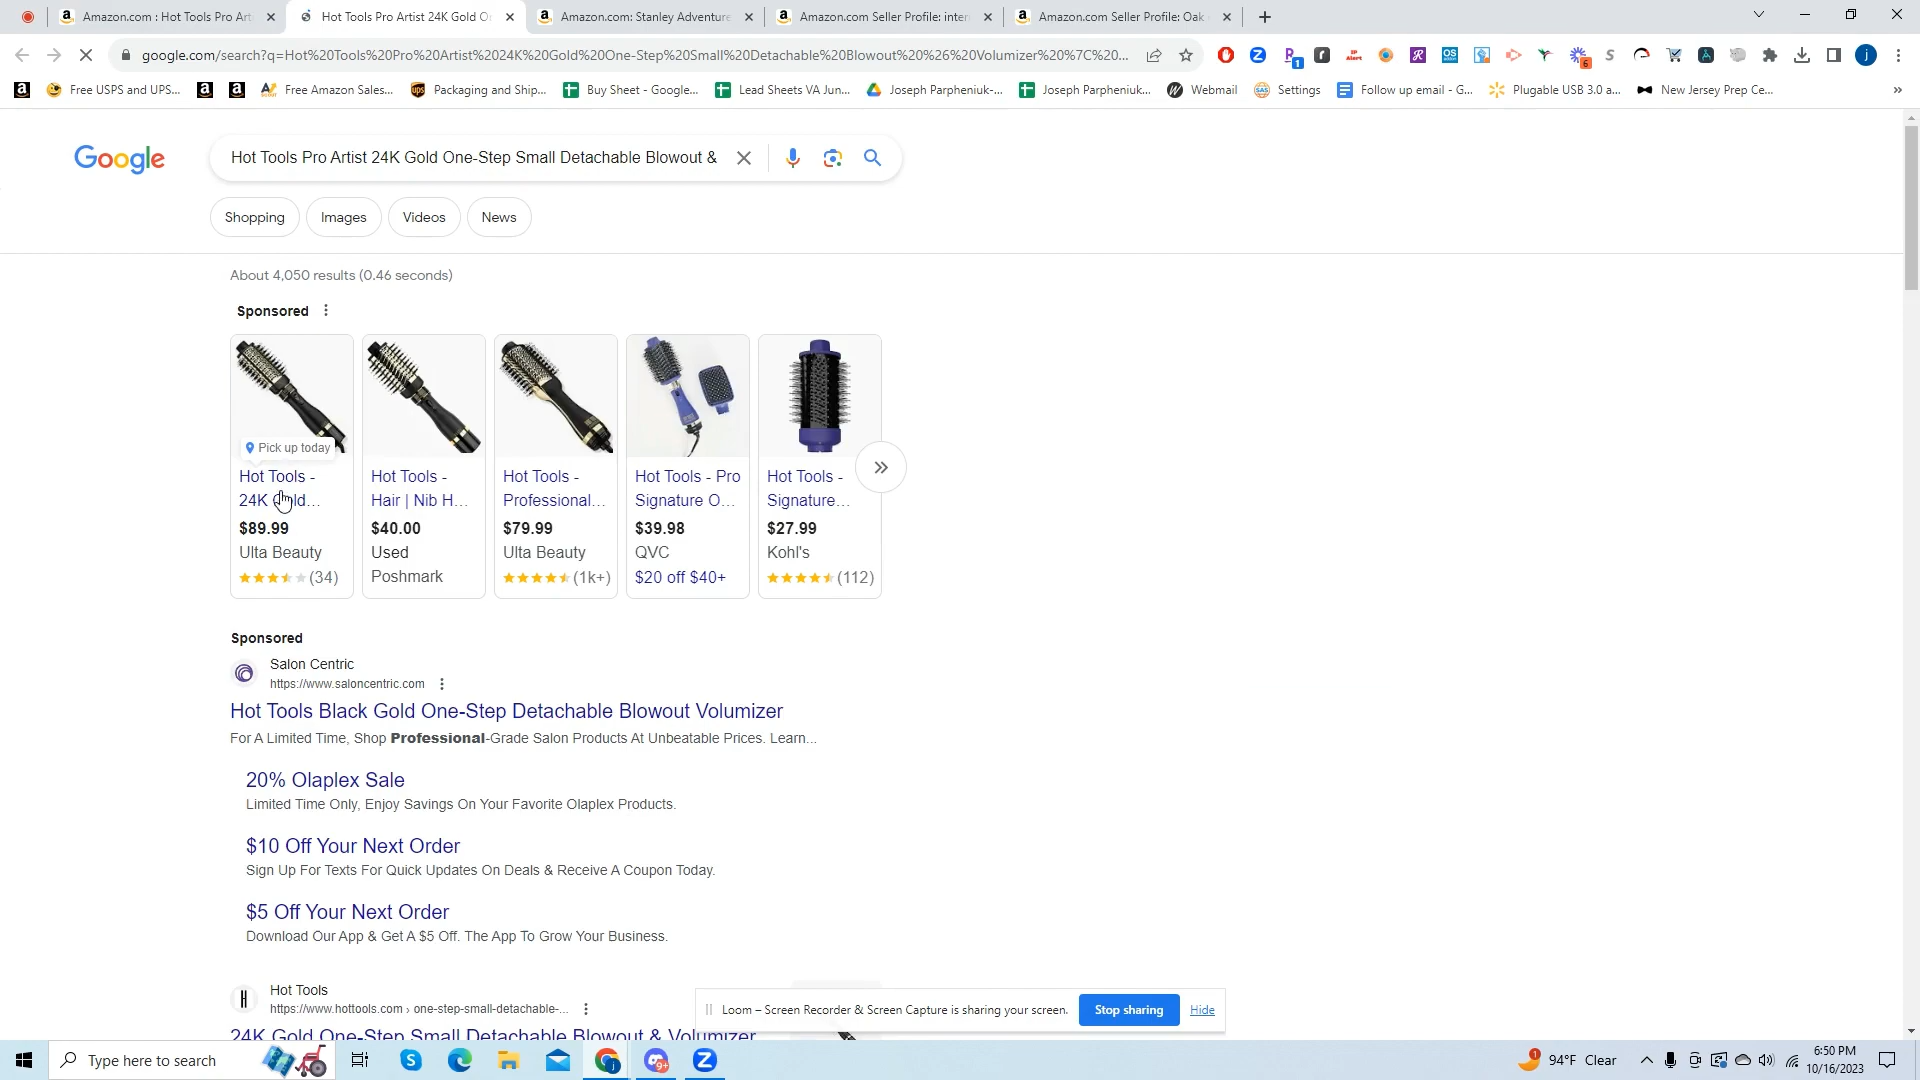 Amazon.com : Hot Tools Pro Art
Hot Tools Pro Artist 24K Gold O
Amazon.com: Stanley Adventure
Amazon.com Seller Profile: inter
Amazon.com Seller Profile: Oak
google.com/search?q=Hot%20Tools%20Pro%20Artist%2024K%20Gold%20One-Step%20Small%20Detachable%20Blowout%20%26%20Volumizer%20%7C%20...
Free USPS and UPS...
Free Amazon Sales...
Packaging and Ship...
Buy Sheet - Google...
Lead Sheets VA Jun...
Joseph Parpheniuk-...
Joseph Parpheniuk...
Webmail
Settings
Follow up email - G...
Plugable USB 3.0 a...
New Jersey Prep Ce...
Google
Hot Tools Pro Artist 24K Gold One-Step Small Detachable Blowout &
Shopping
Images
Videos
News
About 4,050 results (0.46 seconds)
Sponsored
Pick up today
Hot Tools -
24K Gold...
$89.99
Ulta Beauty
(34)
Hot Tools -
Hair | Nib H...
$40.00
Used
Poshmark
Hot Tools -
Professional...
$79.99
Ulta Beauty
(1k+)
Hot Tools - Pro
Signature O...
$39.98
QVC
$20 off $40+
Hot Tools -
Signature...
$27.99
Kohl's
(112)
Sponsored
Salon Centric
https://www.saloncentric.com
Hot Tools Black Gold One-Step Detachable Blowout Volumizer
For A Limited Time, Shop Professional-Grade Salon Products At Unbeatable Prices. Learn...
20% Olaplex Sale
Limited Time Only, Enjoy Savings On Your Favorite Olaplex Products.
$10 Off Your Next Order
Sign Up For Texts For Quick Updates On Deals & Receive A Coupon Today.
$5 Off Your Next Order
Download Our App & Get A $5 Off. The App To Grow Your Business.
Hot Tools
https://www.hottools.com › one-step-small-detachable-...
24K Gold One-Step Small Detachable Blowout & Volumizer
Loom – Screen Recorder & Screen Capture is sharing your screen.
Stop sharing
Hide
Type here to search
94°F Clear
6:50 PM
10/16/2023